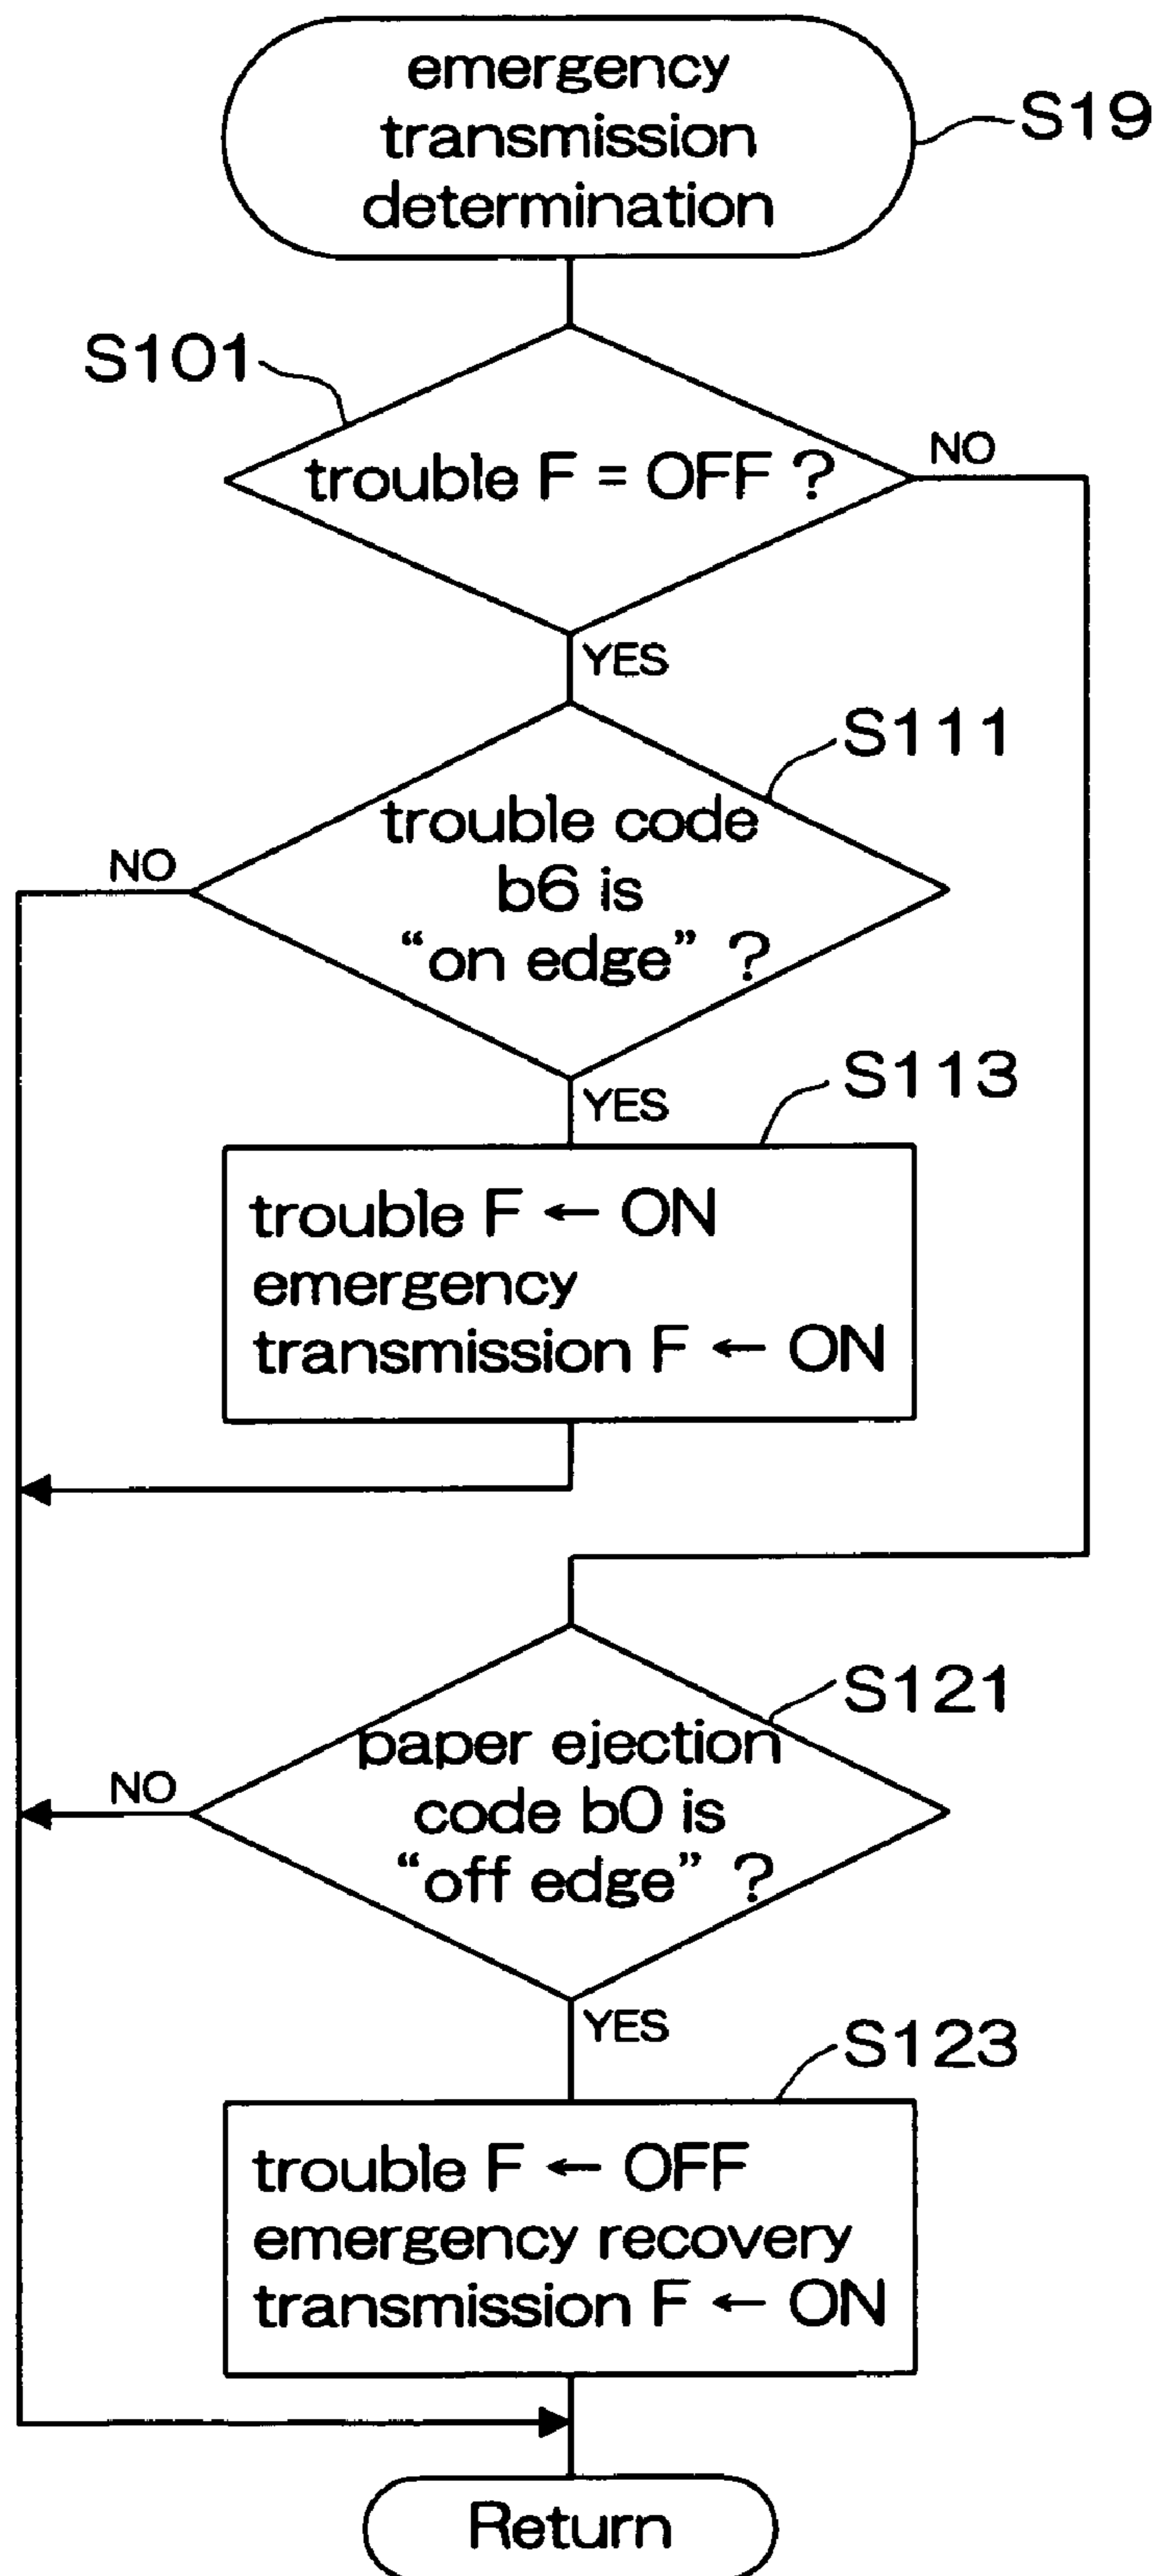 emergency
transmission
determination
S19
S101
trouble F = OFF ?
NO
YES
S111
trouble code
b6 is
“on edge” ?
NO
YES
S113
trouble F ← ON
emergency
transmission F ← ON
S121
paper ejection
code b0 is
“off edge” ?
NO
YES
S123
trouble F ← OFF
emergency recovery
transmission F ← ON
Return